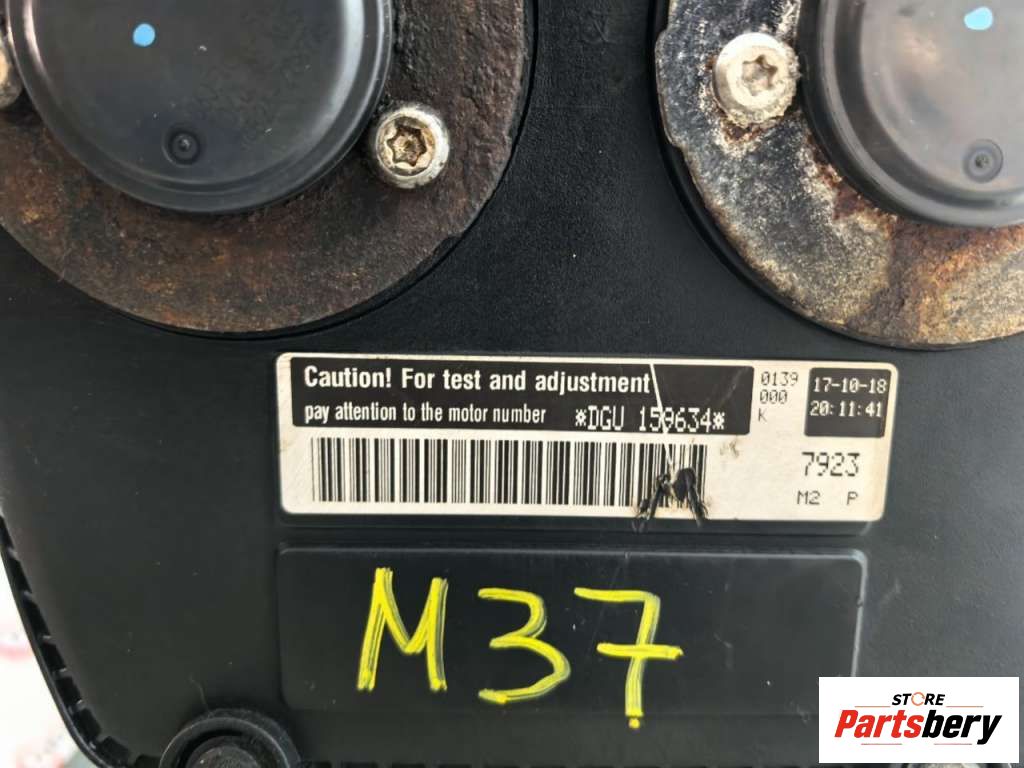 Caution! For test and adjustment
pay attention to the motor number *DGU 159634*
0139
000
K
17-10-18
20:11:41
7923
M2 P
M37
STORE
Partsbery